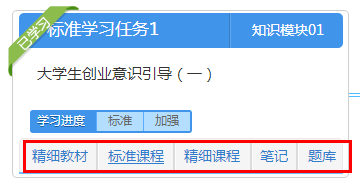 已学习
标准学习任务1 知识模块01
大学生创业意识引导（一）
学习进度 标准 加强
精细教材 标准课程 精细课程 笔记 题库